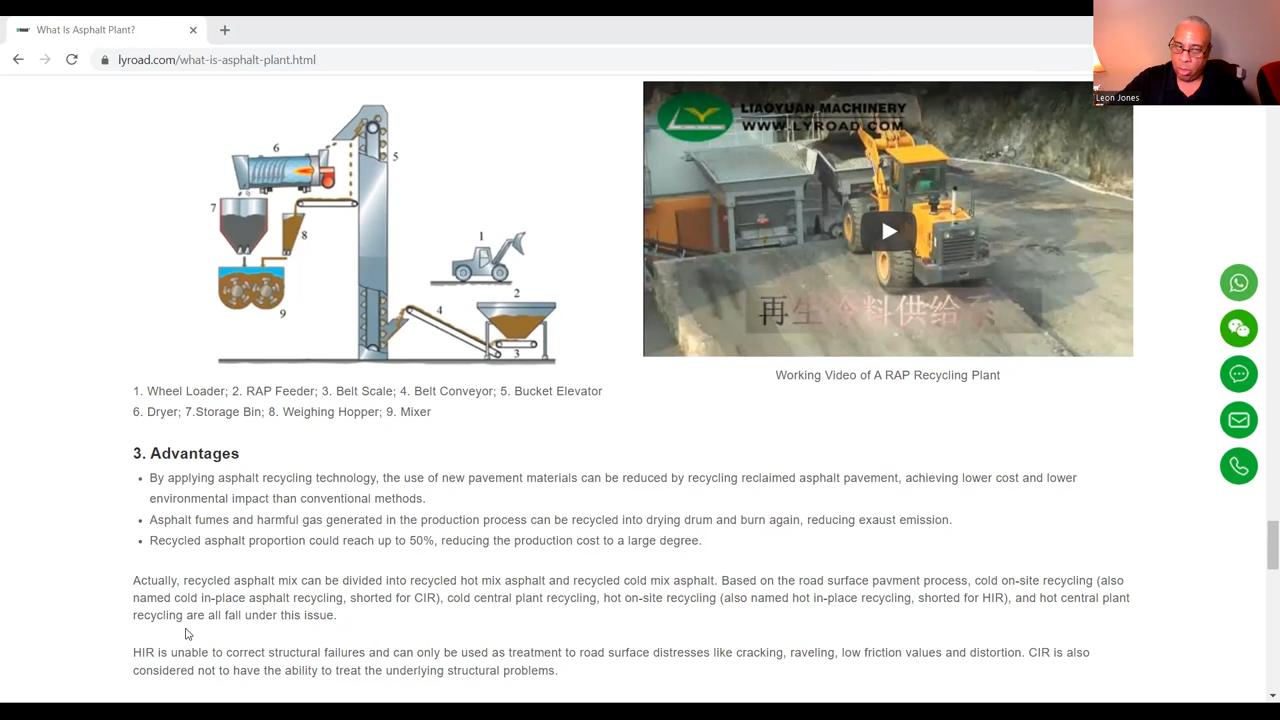 What Is Asphalt Plant?
lyroad.com/what-is-asphalt-plant.html
Leon Jones
6
5
7
8
1
2
4
3
9
LIAOYUAN MACHINERY
WWW.LYROAD.COM
再生冷料供给系
Working Video of A RAP Recycling Plant
1. Wheel Loader; 2. RAP Feeder; 3. Belt Scale; 4. Belt Conveyor; 5. Bucket Elevator
6. Dryer; 7.Storage Bin; 8. Weighing Hopper; 9. Mixer
3. Advantages
By applying asphalt recycling technology, the use of new pavement materials can be reduced by recycling reclaimed asphalt pavement, achieving lower cost and lower
environmental impact than conventional methods.
Asphalt fumes and harmful gas generated in the production process can be recycled into drying drum and burn again, reducing exaust emission.
Recycled asphalt proportion could reach up to 50%, reducing the production cost to a large degree.
Actually, recycled asphalt mix can be divided into recycled hot mix asphalt and recycled cold mix asphalt. Based on the road surface pavment process, cold on-site recycling (also
named cold in-place asphalt recycling, shorted for CIR), cold central plant recycling, hot on-site recycling (also named hot in-place recycling, shorted for HIR), and hot central plant
recycling are all fall under this issue.
HIR is unable to correct structural failures and can only be used as treatment to road surface distresses like cracking, raveling, low friction values and distortion. CIR is also
considered not to have the ability to treat the underlying structural problems.